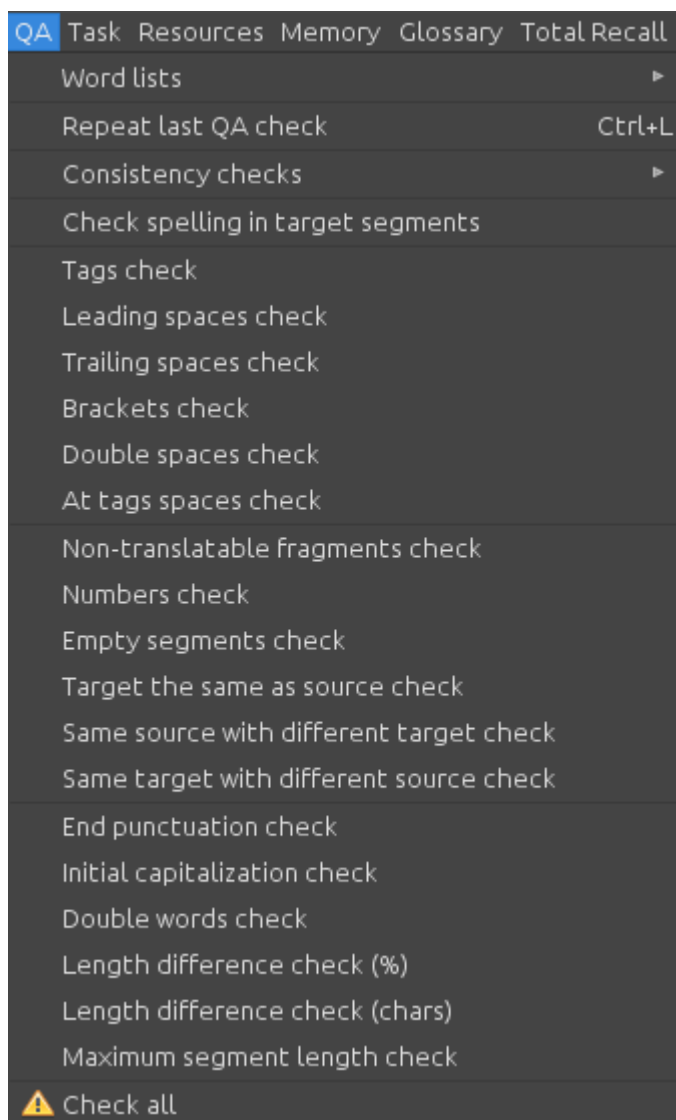 QA Task Resources Memory Glossary Total Recall
Word lists
Repeat last QA check Ctrl+L
Consistency checks
Check spelling in target segments
Tags check
Leading spaces check
Trailing spaces check
Brackets check
Double spaces check
At tags spaces check
Non-translatable fragments check
Numbers check
Empty segments check
Target the same as source check
Same source with different target check
Same target with different source check
End punctuation check
Initial capitalization check
Double words check
Length difference check (%)
Length difference check (chars)
Maximum segment length check
Check all